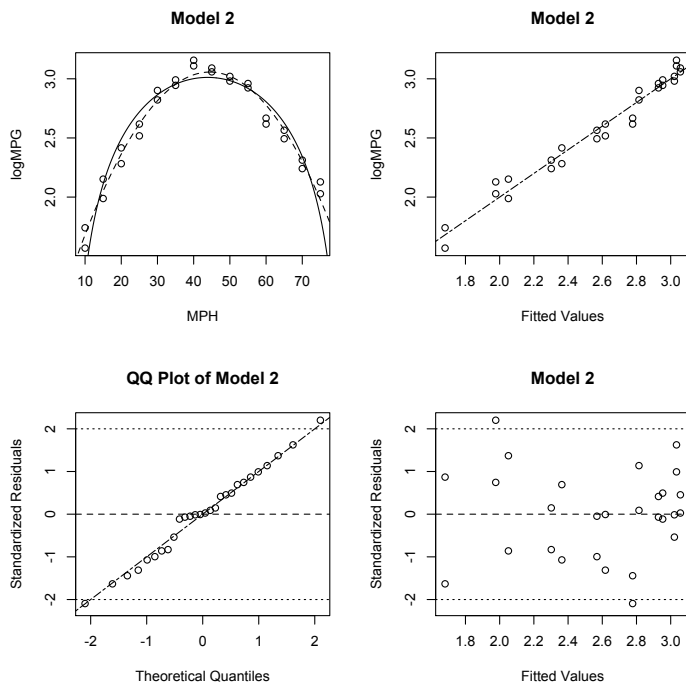 Model 2
logMPG
3.0
2.5
2.0
10 20 30 40 50 60 70
MPH
Model 2
logMPG
3.0
2.5
2.0
1.8 2.0 2.2 2.4 2.6 2.8 3.0
Fitted Values
QQ Plot of Model 2
Standardized Residuals
2
1
0
-1
-2
-2 -1 0 1 2
Theoretical Quantiles
Model 2
Standardized Residuals
2
1
0
-1
-2
1.8 2.0 2.2 2.4 2.6 2.8 3.0
Fitted Values